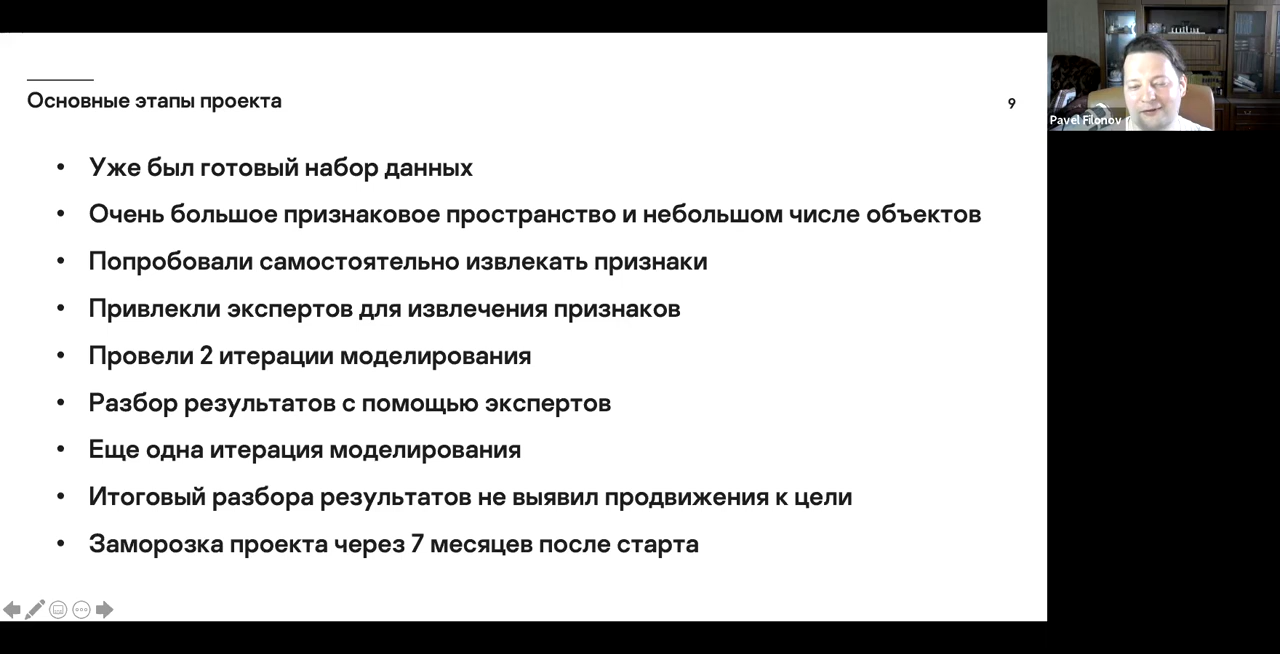 Основные этапы проекта
9
Pavel Filonov
• Уже был готовый набор данных
• Очень большое признаковое пространство и небольшом числе объектов
• Попробовали самостоятельно извлекать признаки
• Привлекли экспертов для извлечения признаков
• Провели 2 итерации моделирования
• Разбор результатов с помощью экспертов
• Еще одна итерация моделирования
• Итоговый разбора результатов не выявил продвижения к цели
• Заморозка проекта через 7 месяцев после старта